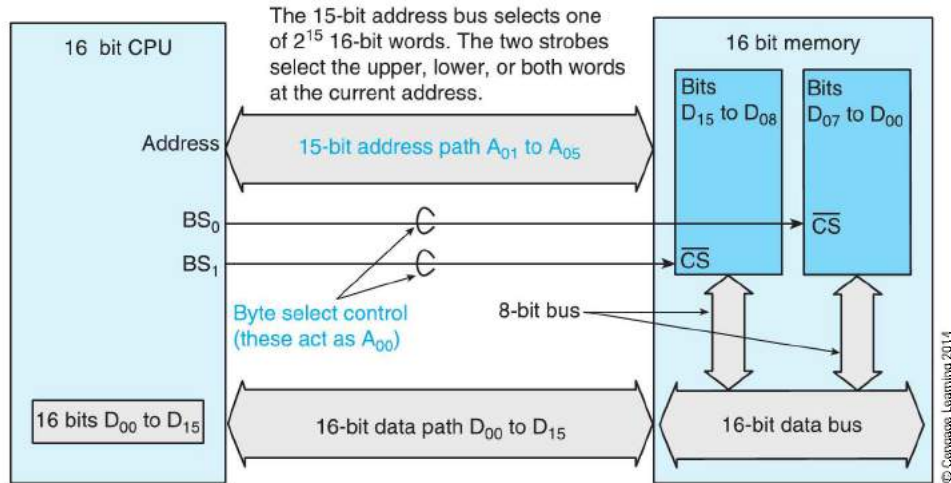 16 bit CPU
The 15-bit address bus selects one
of 2¹⁵ 16-bit words. The two strobes
select the upper, lower, or both words
at the current address.
16 bit memory
Bits
D₁₅ to D₀₈
Bits
D₀₇ to D₀₀
Address
15-bit address path A₀₁ to A₀₅
BS₀
C̅S̅
BS₁
C̅S̅
Byte select control
(these act as A₀₀)
8-bit bus
16 bits D₀₀ to D₁₅
16-bit data path D₀₀ to D₁₅
16-bit data bus
© Cengage Learning 2014